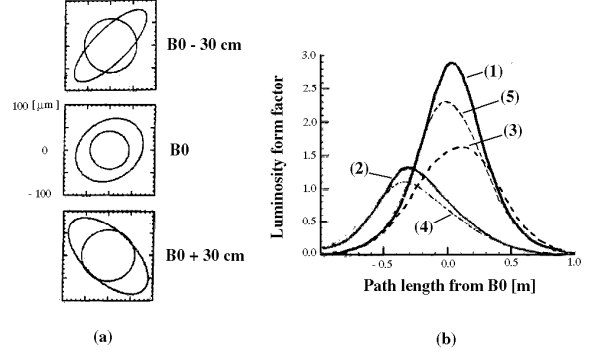 B0 - 30 cm
100 [μm]
0
- 100
B0
B0 + 30 cm
(a)
Luminosity form factor
3.0
2.5
2.0
1.5
1.0
0.5
0.0
- 0.5
0.0
0.5
1.0
(1)
(5)
(3)
(2)
(4)
Path length from B0 [m]
(b)